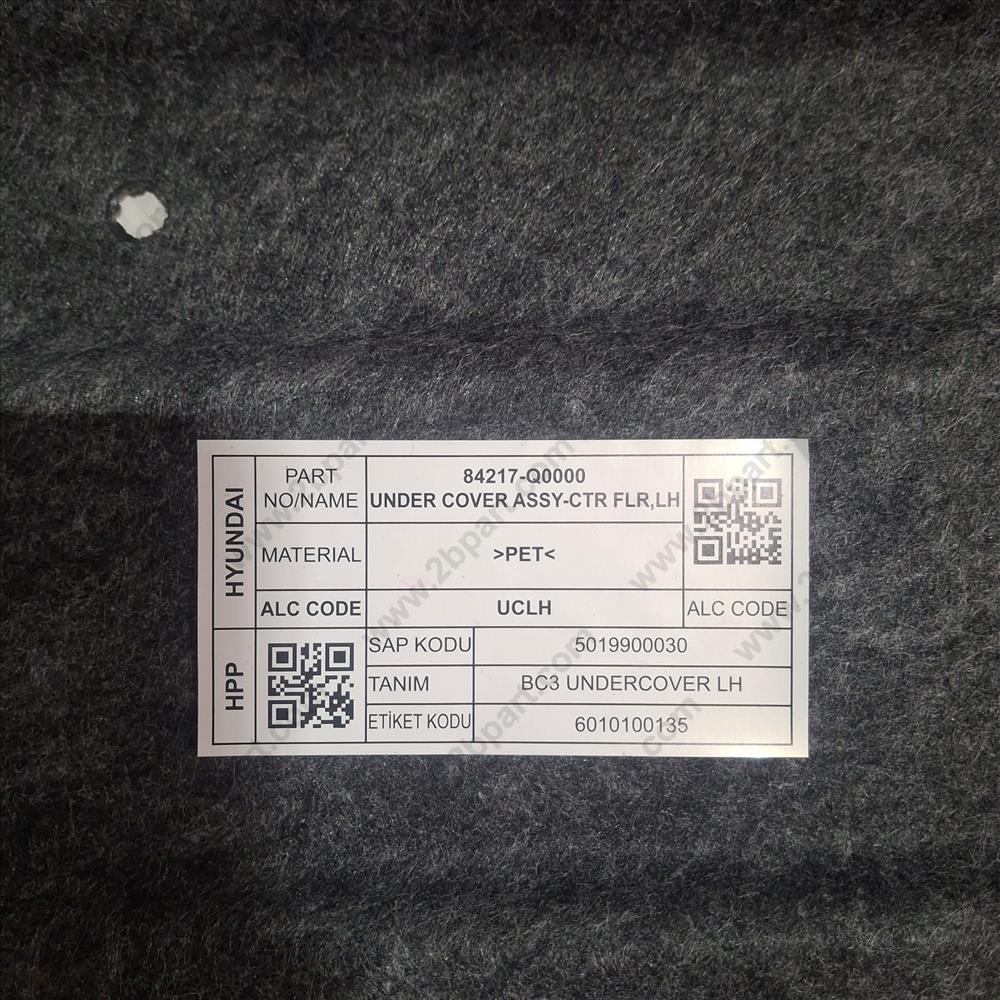 HYUNDAI
PART NO/NAME
84217-Q0000
UNDER COVER ASSY-CTR FLR,LH
MATERIAL
>PET<
ALC CODE
UCLH
ALC CODE
HPP
SAP KODU
5019900030
TANIM
BC3 UNDERCOVER LH
ETİKET KODU
6010100135
www.2bpart.com